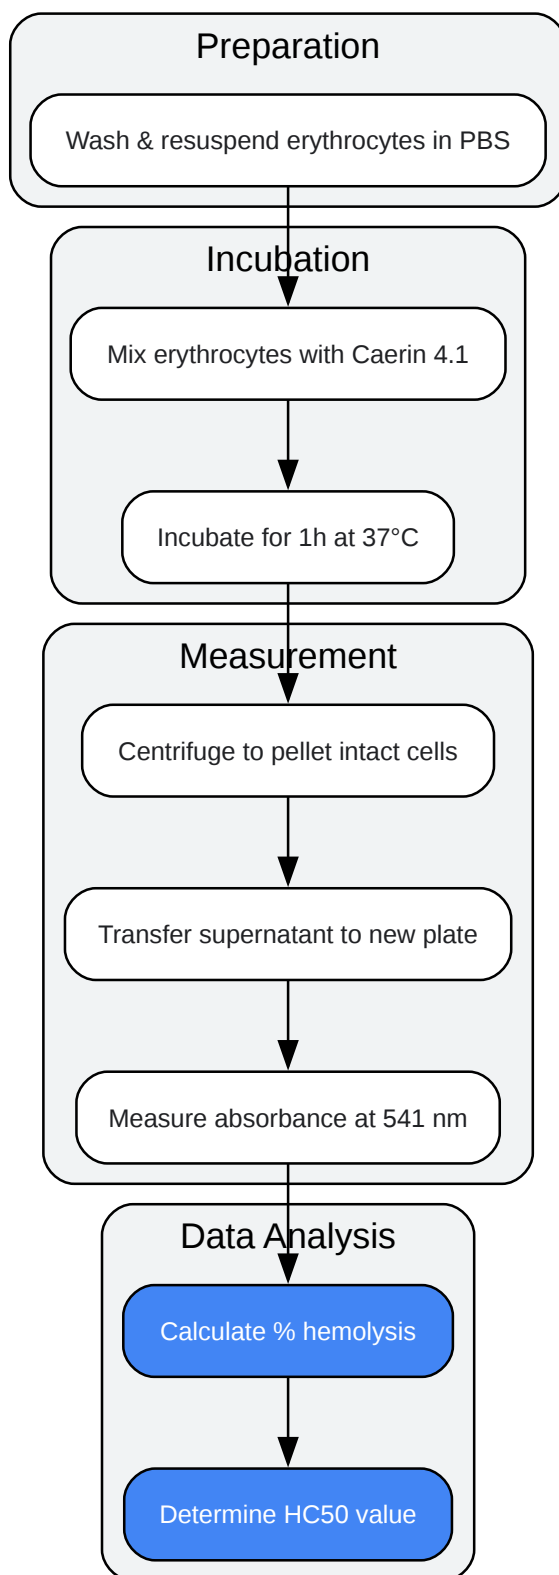 Preparation
Wash & resuspend erythrocytes in PBS
Incubation
Mix erythrocytes with Caerin 4.1
Incubate for 1h at 37°C
Measurement
Centrifuge to pellet intact cells
Transfer supernatant to new plate
Measure absorbance at 541 nm
Data Analysis
Calculate % hemolysis
Determine HC50 value